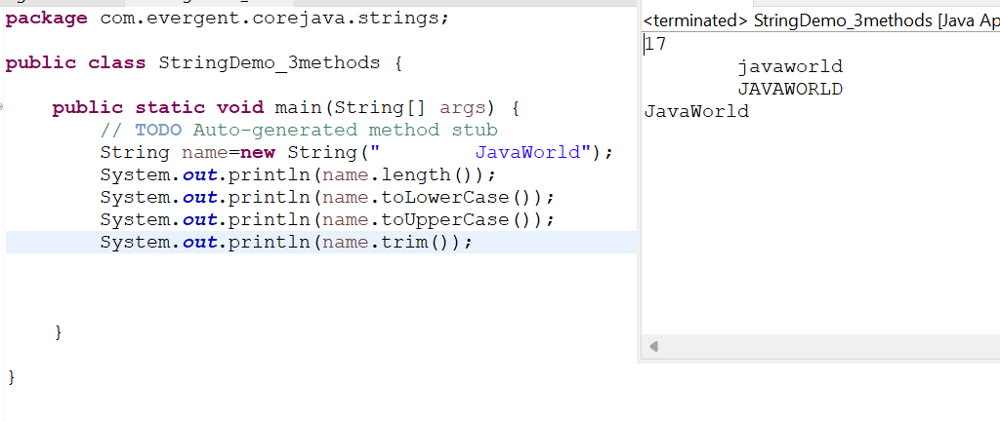 package com.evergent.corejava.strings;
public class StringDemo_3methods {
    public static void main(String[] args) {
        // TODO Auto-generated method stub
        String name=new String("        JavaWorld");
        System.out.println(name.length());
        System.out.println(name.toLowerCase());
        System.out.println(name.toUpperCase());
        System.out.println(name.trim());
    }
}
<terminated> StringDemo_3methods [Java Ap
17
        javaworld
        JAVAWORLD
JavaWorld